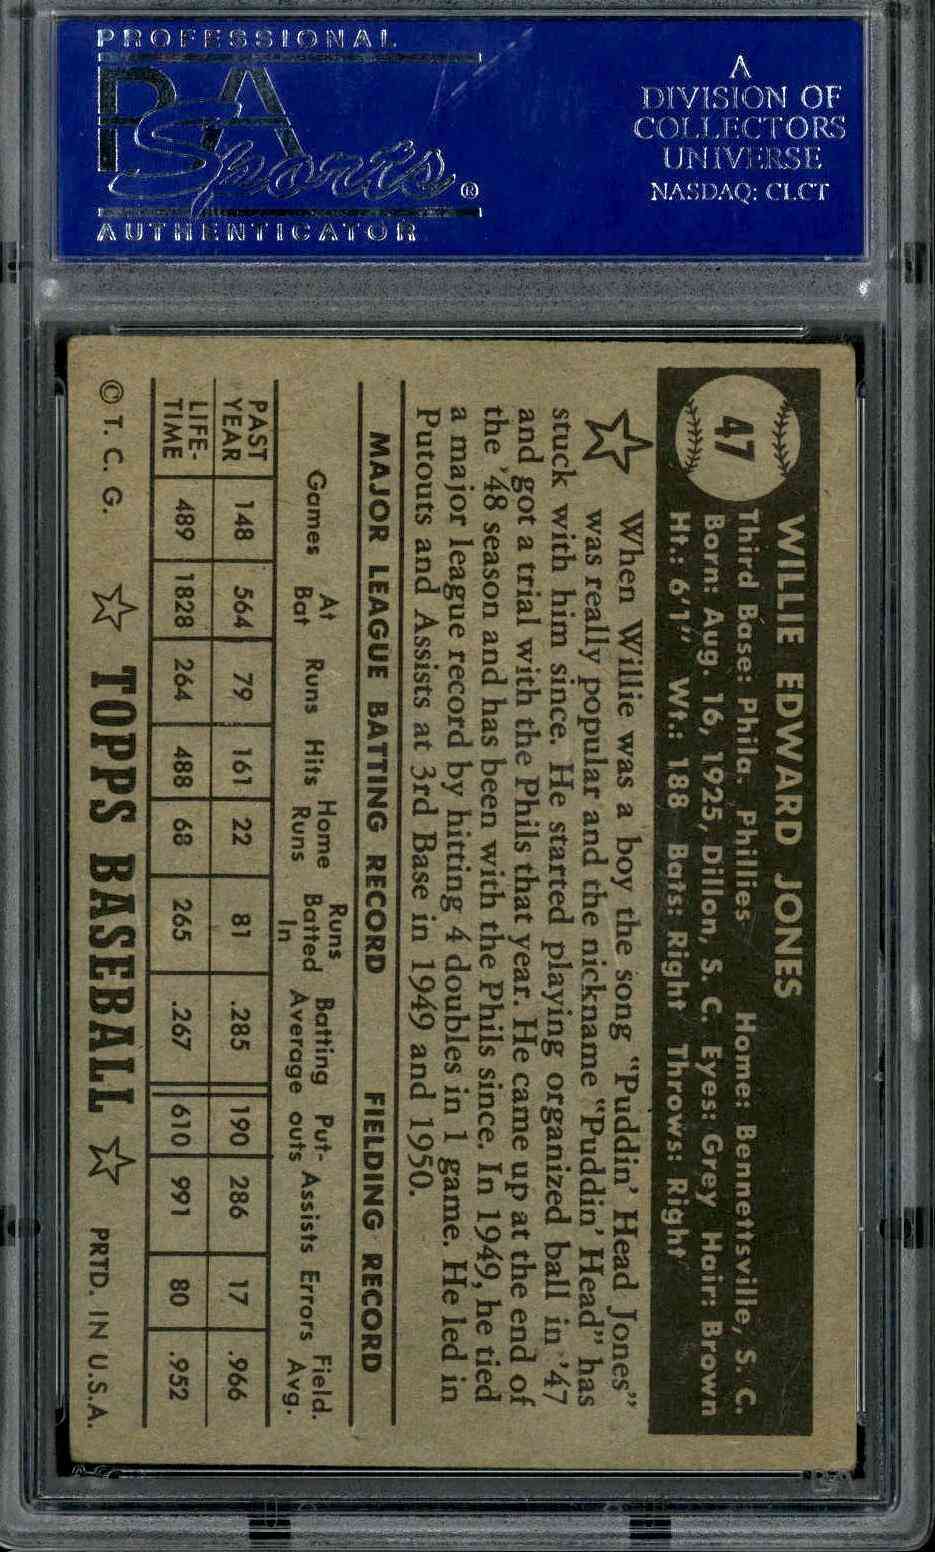 PROFESSIONAL
PSA
Sports®
AUTHENTICATOR
A
DIVISION OF
COLLECTORS
UNIVERSE
NASDAQ: CLCT
47
WILLIE EDWARD JONES
Third Base: Phila. Phillies Home: Bennettsville, S. C.
Born: Aug. 16, 1925, Dillon, S. C. Eyes: Grey Hair: Brown
Ht.: 6'1" Wt.: 188 Bats: Right Throws: Right
When Willie was a boy the song "Puddin' Head Jones"
was really popular and the nickname "Puddin' Head" has
stuck with him since. He started playing organized ball in '47
and got a trial with the Phils that year. He came up at the end of
the '48 season and has been with the Phils since. In 1949, he tied
a major league record by hitting 4 doubles in 1 game. He led in
Putouts and Assists at 3rd Base in 1949 and 1950.
MAJOR LEAGUE BATTING RECORD FIELDING RECORD
Games At Bat Runs Hits Home Runs Runs Batted In Batting Average Put-outs Assists Errors Field. Avg.
PAST YEAR 148 564 79 161 22 81 .285 190 286 17 .966
LIFE-TIME 489 1828 264 488 68 265 .267 610 991 80 .952
© T. C. G. TOPPS BASEBALL PRTD. IN U.S.A.